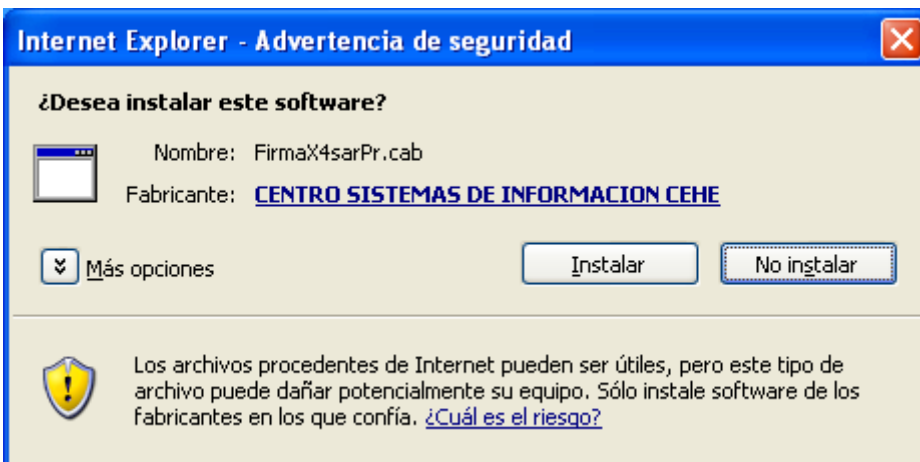 Internet Explorer - Advertencia de seguridad
¿Desea instalar este software?
Nombre: FirmaX4sarPr.cab
Fabricante: CENTRO SISTEMAS DE INFORMACION CEHE
Más opciones
Instalar
No instalar
Los archivos procedentes de Internet pueden ser útiles, pero este tipo de
archivo puede dañar potencialmente su equipo. Sólo instale software de los
fabricantes en los que confía. ¿Cuál es el riesgo?